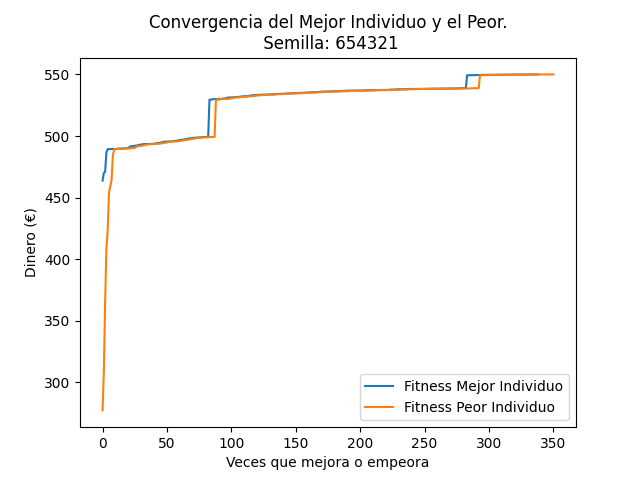 Convergencia del Mejor Individuo y el Peor.
Semilla: 654321
Dinero (€)
550
500
450
400
350
300
Fitness Mejor Individuo
Fitness Peor Individuo
0 50 100 150 200 250 300 350
Veces que mejora o empeora